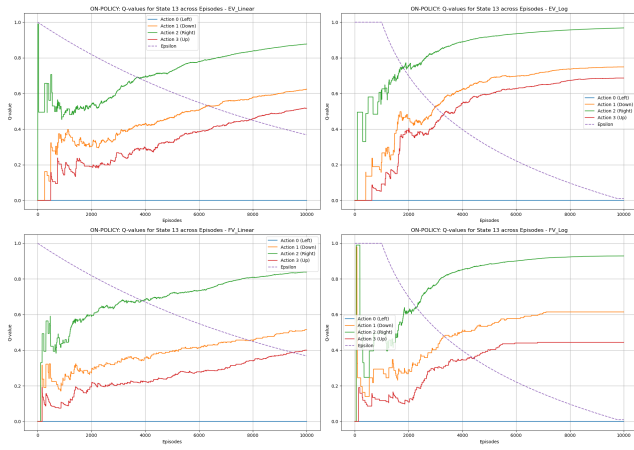 ON-POLICY: Q-values for State 13 across Episodes - EV_Linear
Q-value
1.0
0.8
0.6
0.4
0.2
0.0
Action 0 (Left)
Action 1 (Down)
Action 2 (Right)
Action 3 (Up)
Epsilon
0
2000
4000
6000
8000
10000
Episodes
ON-POLICY: Q-values for State 13 across Episodes - EV_Log
Q-value
1.0
0.8
0.6
0.4
0.2
0.0
Action 0 (Left)
Action 1 (Down)
Action 2 (Right)
Action 3 (Up)
Epsilon
0
2000
4000
6000
8000
10000
Episodes
ON-POLICY: Q-values for State 13 across Episodes - FV_Linear
Q-value
1.0
0.8
0.6
0.4
0.2
0.0
Action 0 (Left)
Action 1 (Down)
Action 2 (Right)
Action 3 (Up)
Epsilon
0
2000
4000
6000
8000
10000
Episodes
ON-POLICY: Q-values for State 13 across Episodes - FV_Log
Q-value
1.0
0.8
0.6
0.4
0.2
0.0
Action 0 (Left)
Action 1 (Down)
Action 2 (Right)
Action 3 (Up)
Epsilon
0
2000
4000
6000
8000
10000
Episodes